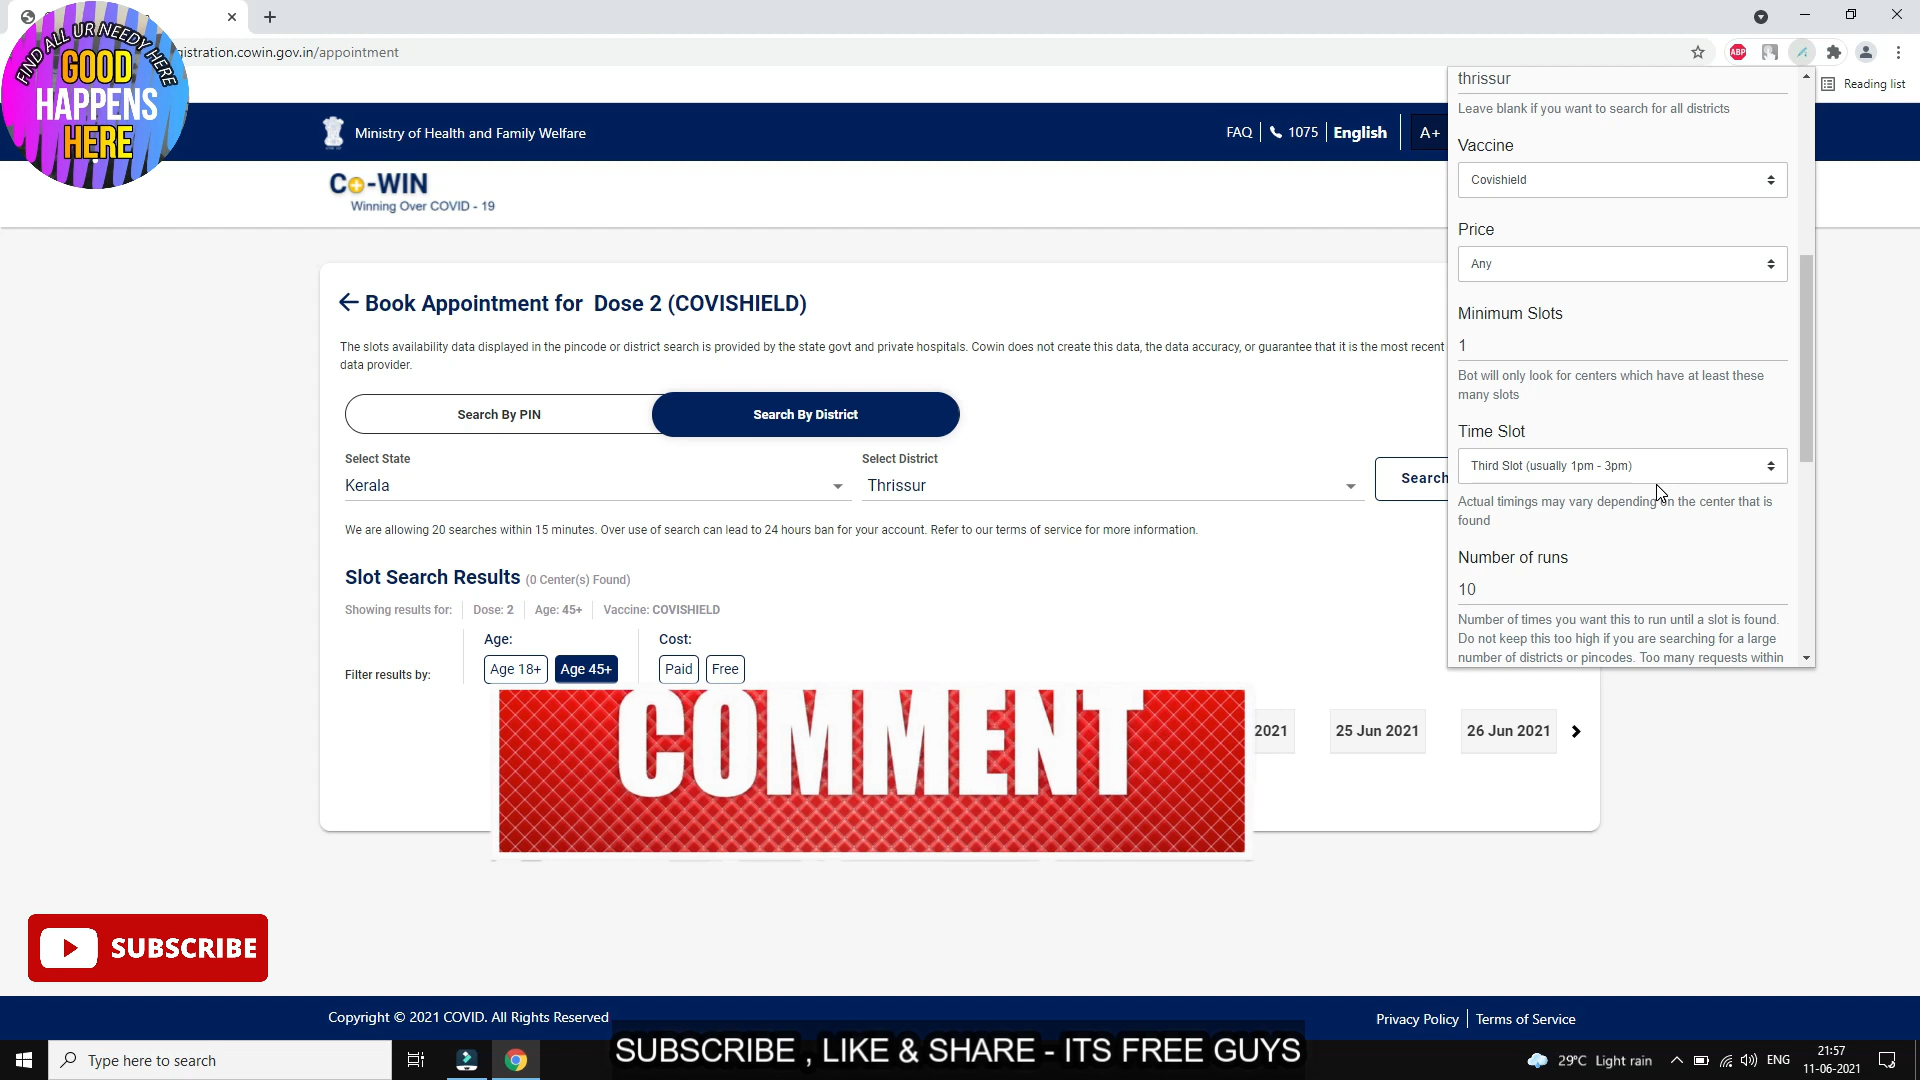 FIND ALL UR NEEDY HERE
GOOD
HAPPENS
HERE
gistration.cowin.gov.in/appointment
ABP
Reading list
Ministry of Health and Family Welfare
FAQ
1075
English
A+
Co-WIN
Winning Over COVID - 19
Book Appointment for Dose 2 (COVISHIELD)
The slots availability data displayed in the pincode or district search is provided by the state govt and private hospitals. Cowin does not create this data, the data accuracy, or guarantee that it is the most recent
data provider.
Search By PIN
Search By District
Select State
Select District
Kerala
Thrissur
Search
We are allowing 20 searches within 15 minutes. Over use of search can lead to 24 hours ban for your account. Refer to our terms of service for more information.
Slot Search Results (0 Center(s) Found)
Showing results for:
Dose: 2
Age: 45+
Vaccine: COVISHIELD
Age:
Cost:
Filter results by:
Age 18+
Age 45+
Paid
Free
2021
25 Jun 2021
26 Jun 2021
COMMENT
thrissur
Leave blank if you want to search for all districts
Vaccine
Covishield
Price
Any
Minimum Slots
1
Bot will only look for centers which have at least these
many slots
Time Slot
Third Slot (usually 1pm - 3pm)
Actual timings may vary depending on the center that is
found
Number of runs
10
Number of times you want this to run until a slot is found.
Do not keep this too high if you are searching for a large
number of districts or pincodes. Too many requests within
SUBSCRIBE
Copyright © 2021 COVID. All Rights Reserved
Privacy Policy
Terms of Service
SUBSCRIBE , LIKE & SHARE - ITS FREE GUYS
Type here to search
29°C Light rain
ENG
21:57
11-06-2021